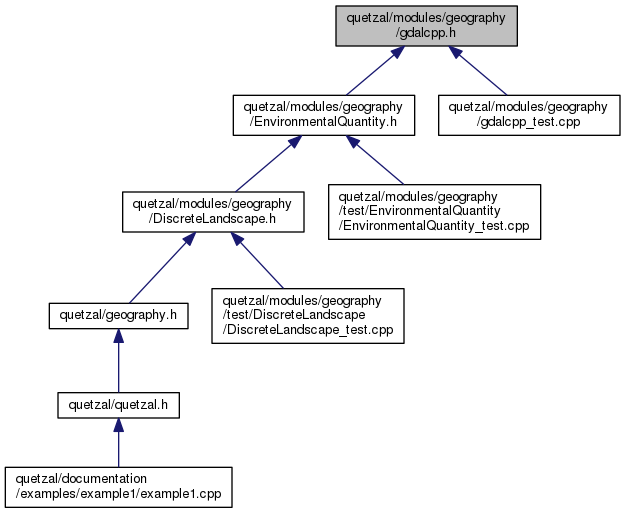 quetzal/modules/geography
/gdalcpp.h
quetzal/modules/geography
/EnvironmentalQuantity.h
quetzal/modules/geography
/gdalcpp_test.cpp
quetzal/modules/geography
/DiscreteLandscape.h
quetzal/modules/geography
/test/EnvironmentalQuantity
/EnvironmentalQuantity_test.cpp
quetzal/geography.h
quetzal/modules/geography
/test/DiscreteLandscape
/DiscreteLandscape_test.cpp
quetzal/quetzal.h
quetzal/documentation
/examples/example1/example1.cpp